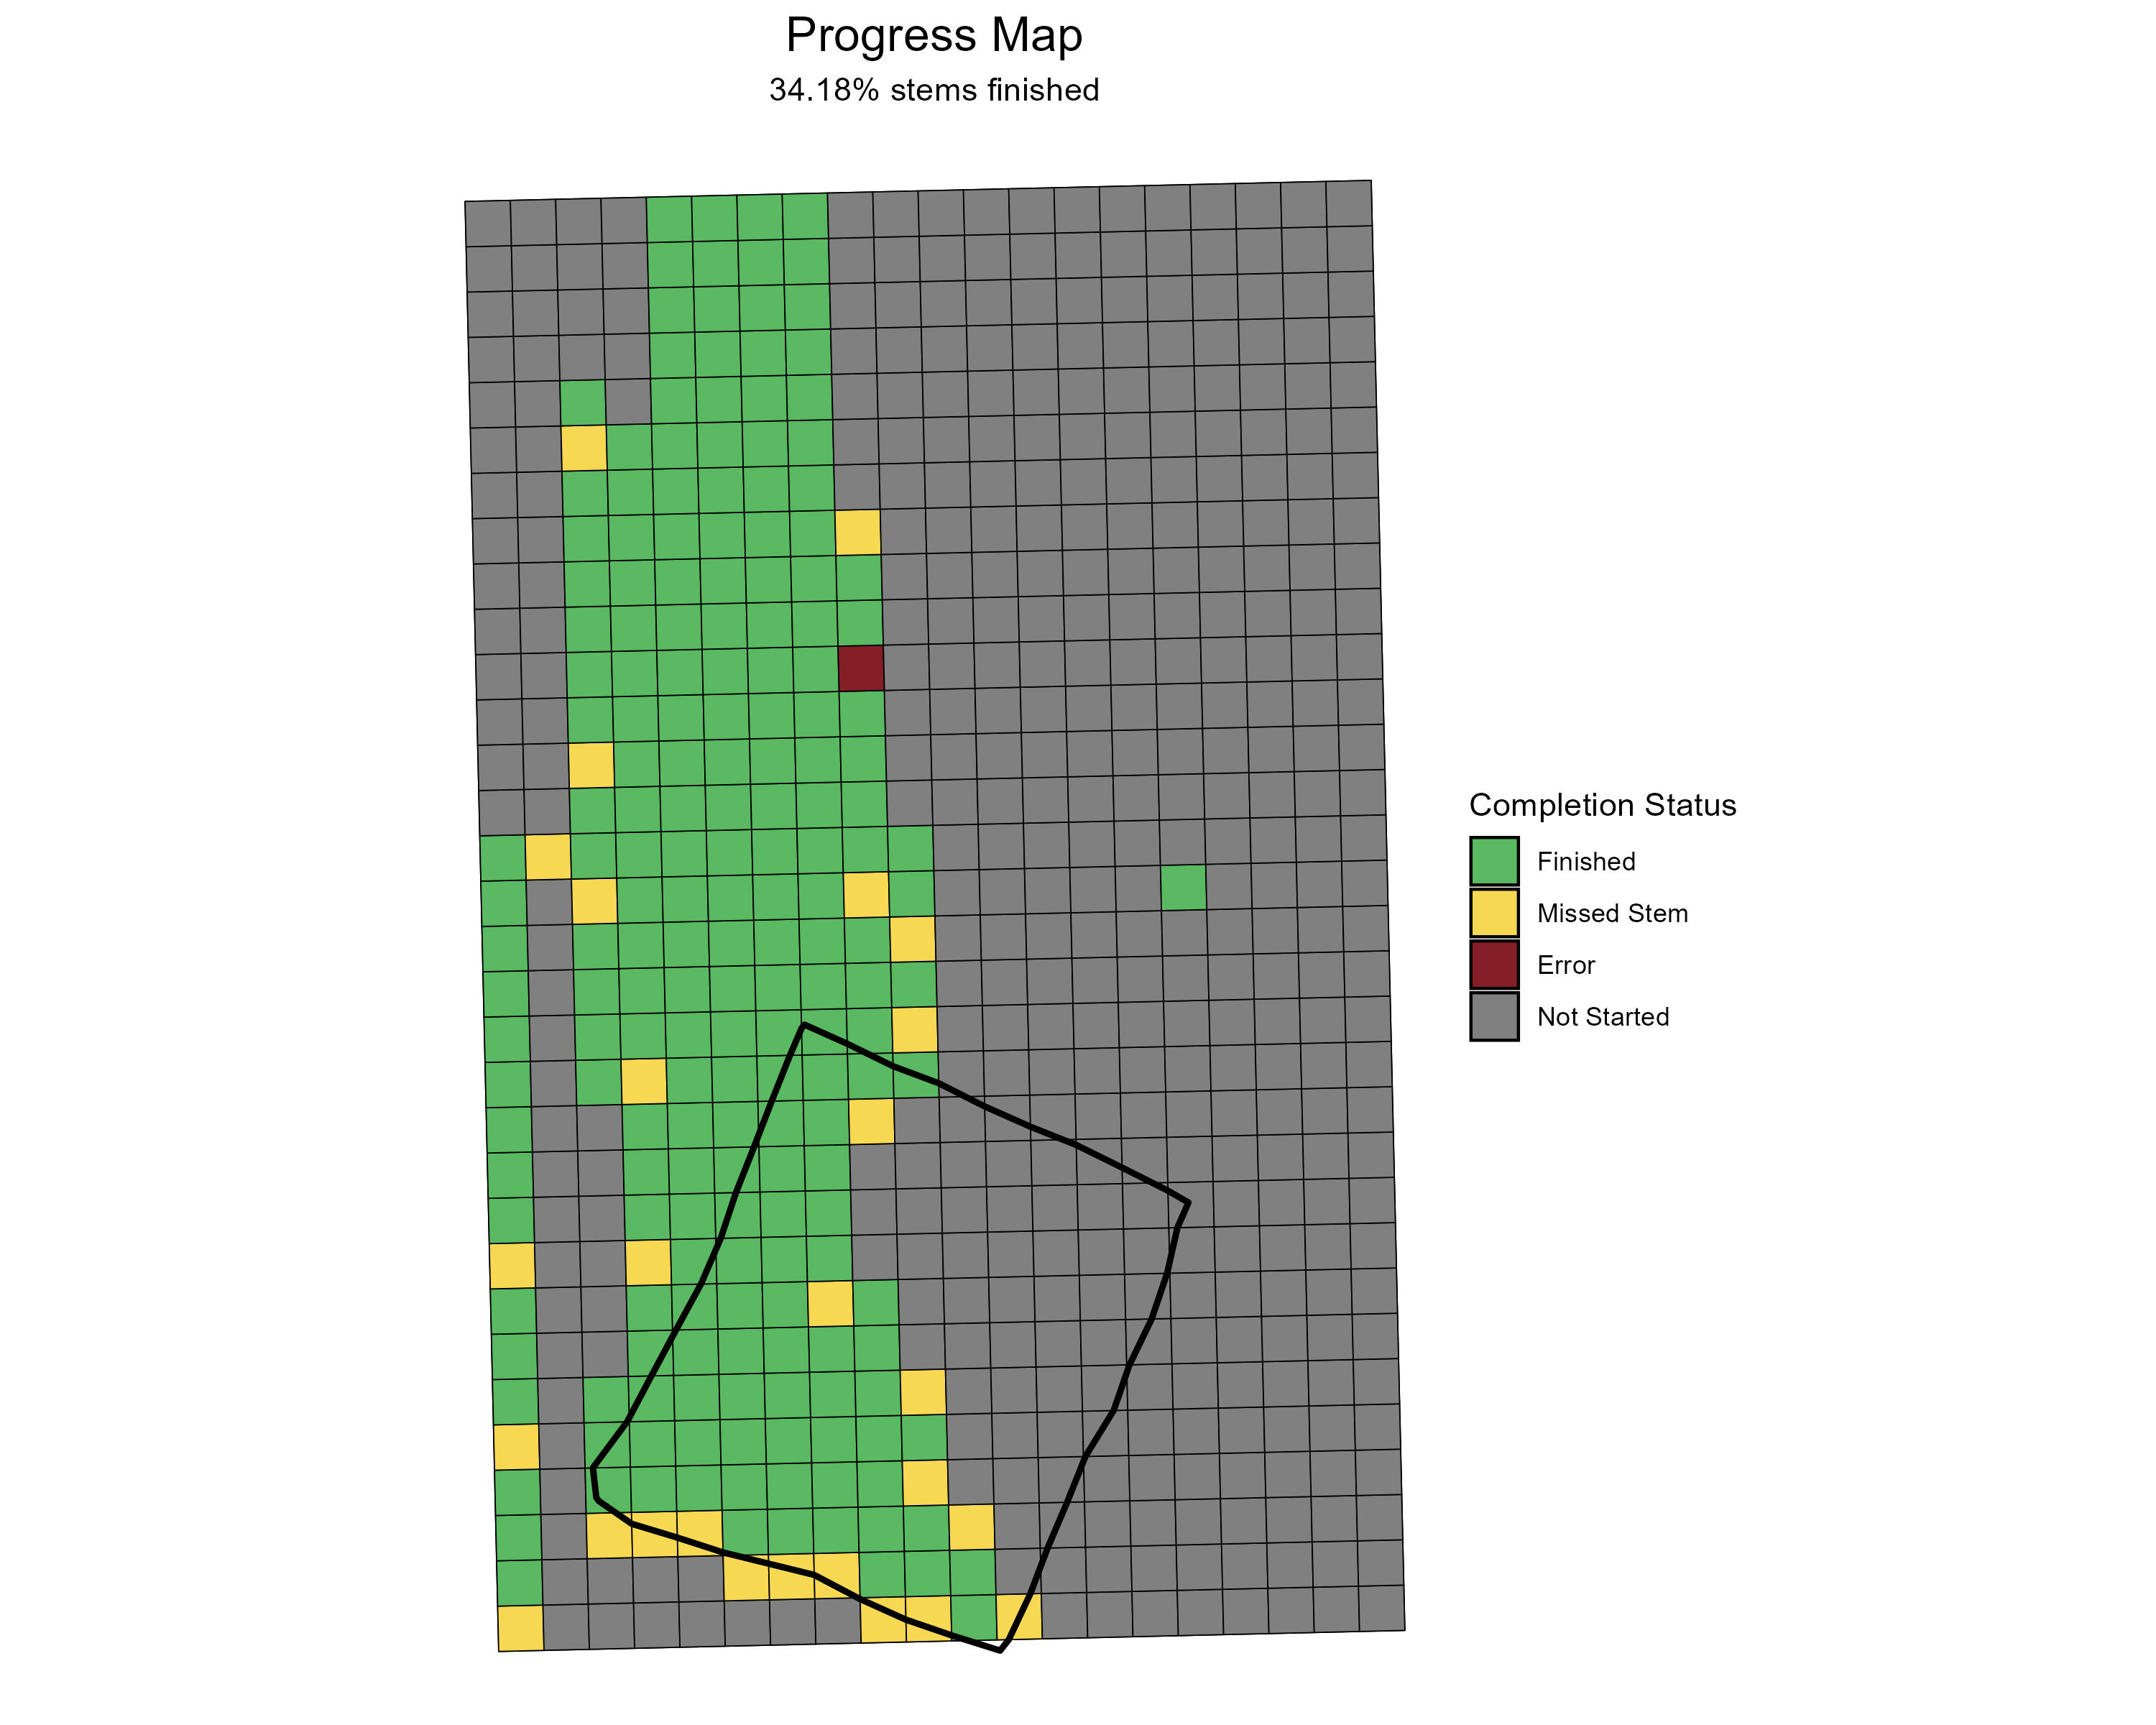 Progress Map
34.18% stems finished
Completion Status
Finished
Missed Stem
Error
Not Started